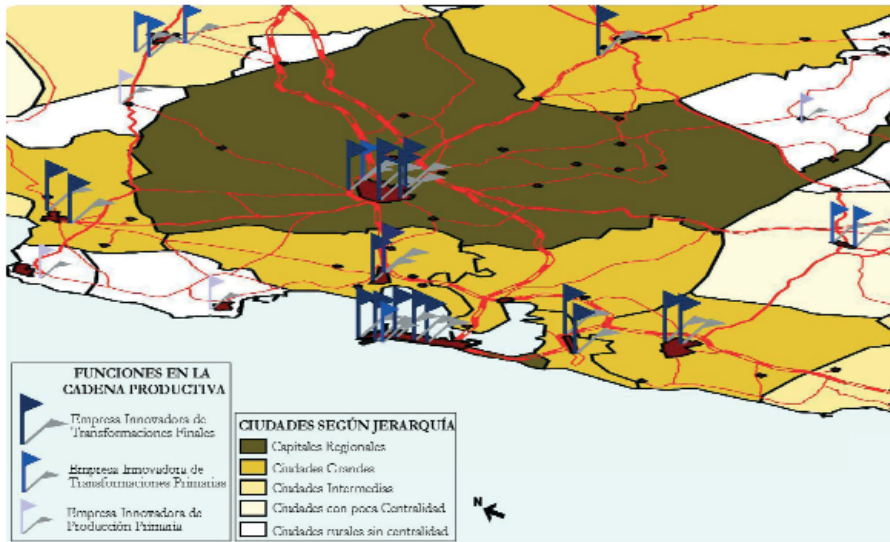 FUNCIONES EN LA
CADENA PRODUCTIVA
Empresa Innovadora de
Transformaciones Finales
Empresa Innovadora de
Transformaciones Primarias
Empresa Innovadora de
Producción Primaria
CIUDADES SEGÚN JERARQUÍA
Capitales Regionales
Ciudades Grandes
Ciudades Intermedias
Ciudades con poca Centralidad
Ciudades rurales sin centralidad
N